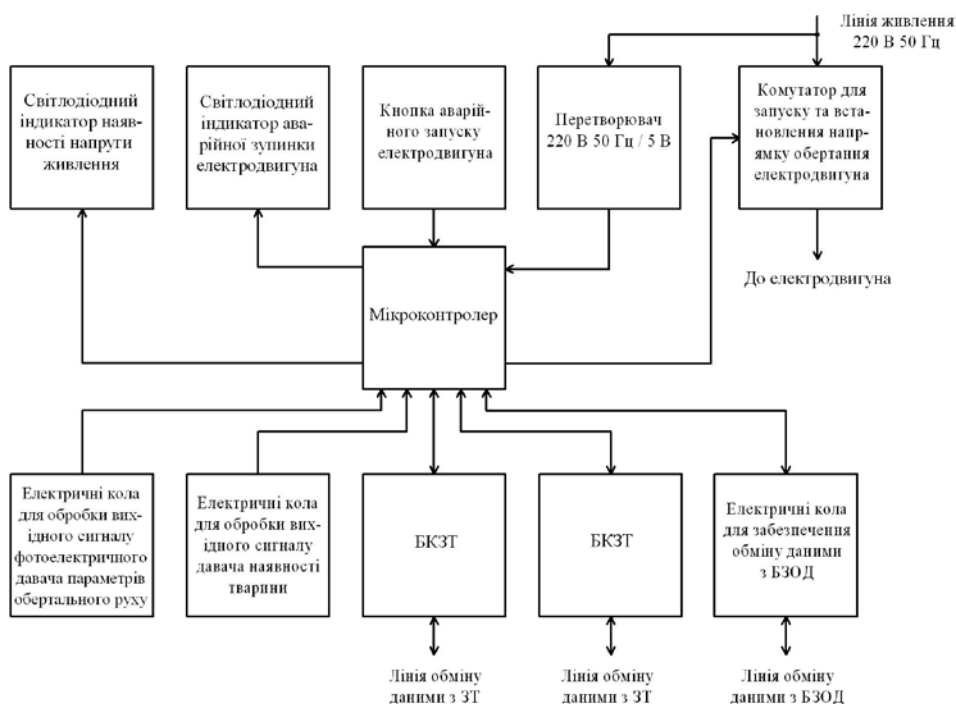 Лінія живлення
220 В 50 Гц
Світлодіодний
індикатор наяв-
ності напруги
живлення
Світлодіодний
індикатор ава-
рійної зупинки
електродвигуна
Кнопка аварій-
ного запуску
електродвигуна
Перетворювач
220 В 50 Гц / 5 В
Комутатор для
запуску та вста-
новлення напр-
ямку обертання
електродвигуна
До електродвигуна
Мікроконтролер
Електричні кола
для обробки вих-
ідного сигналу
фотоелектричного
давача параметрів
обертального руху
Електричні кола
для обробки вих-
ідного сигналу
давача наявності
тварини
БКЗТ
БКЗТ
Електричні кола
для забезпечення
обміну даними
з БЗОД
Лінія обміну
даними з ЗТ
Лінія обміну
даними з ЗТ
Лінія обміну
даними з БЗОД